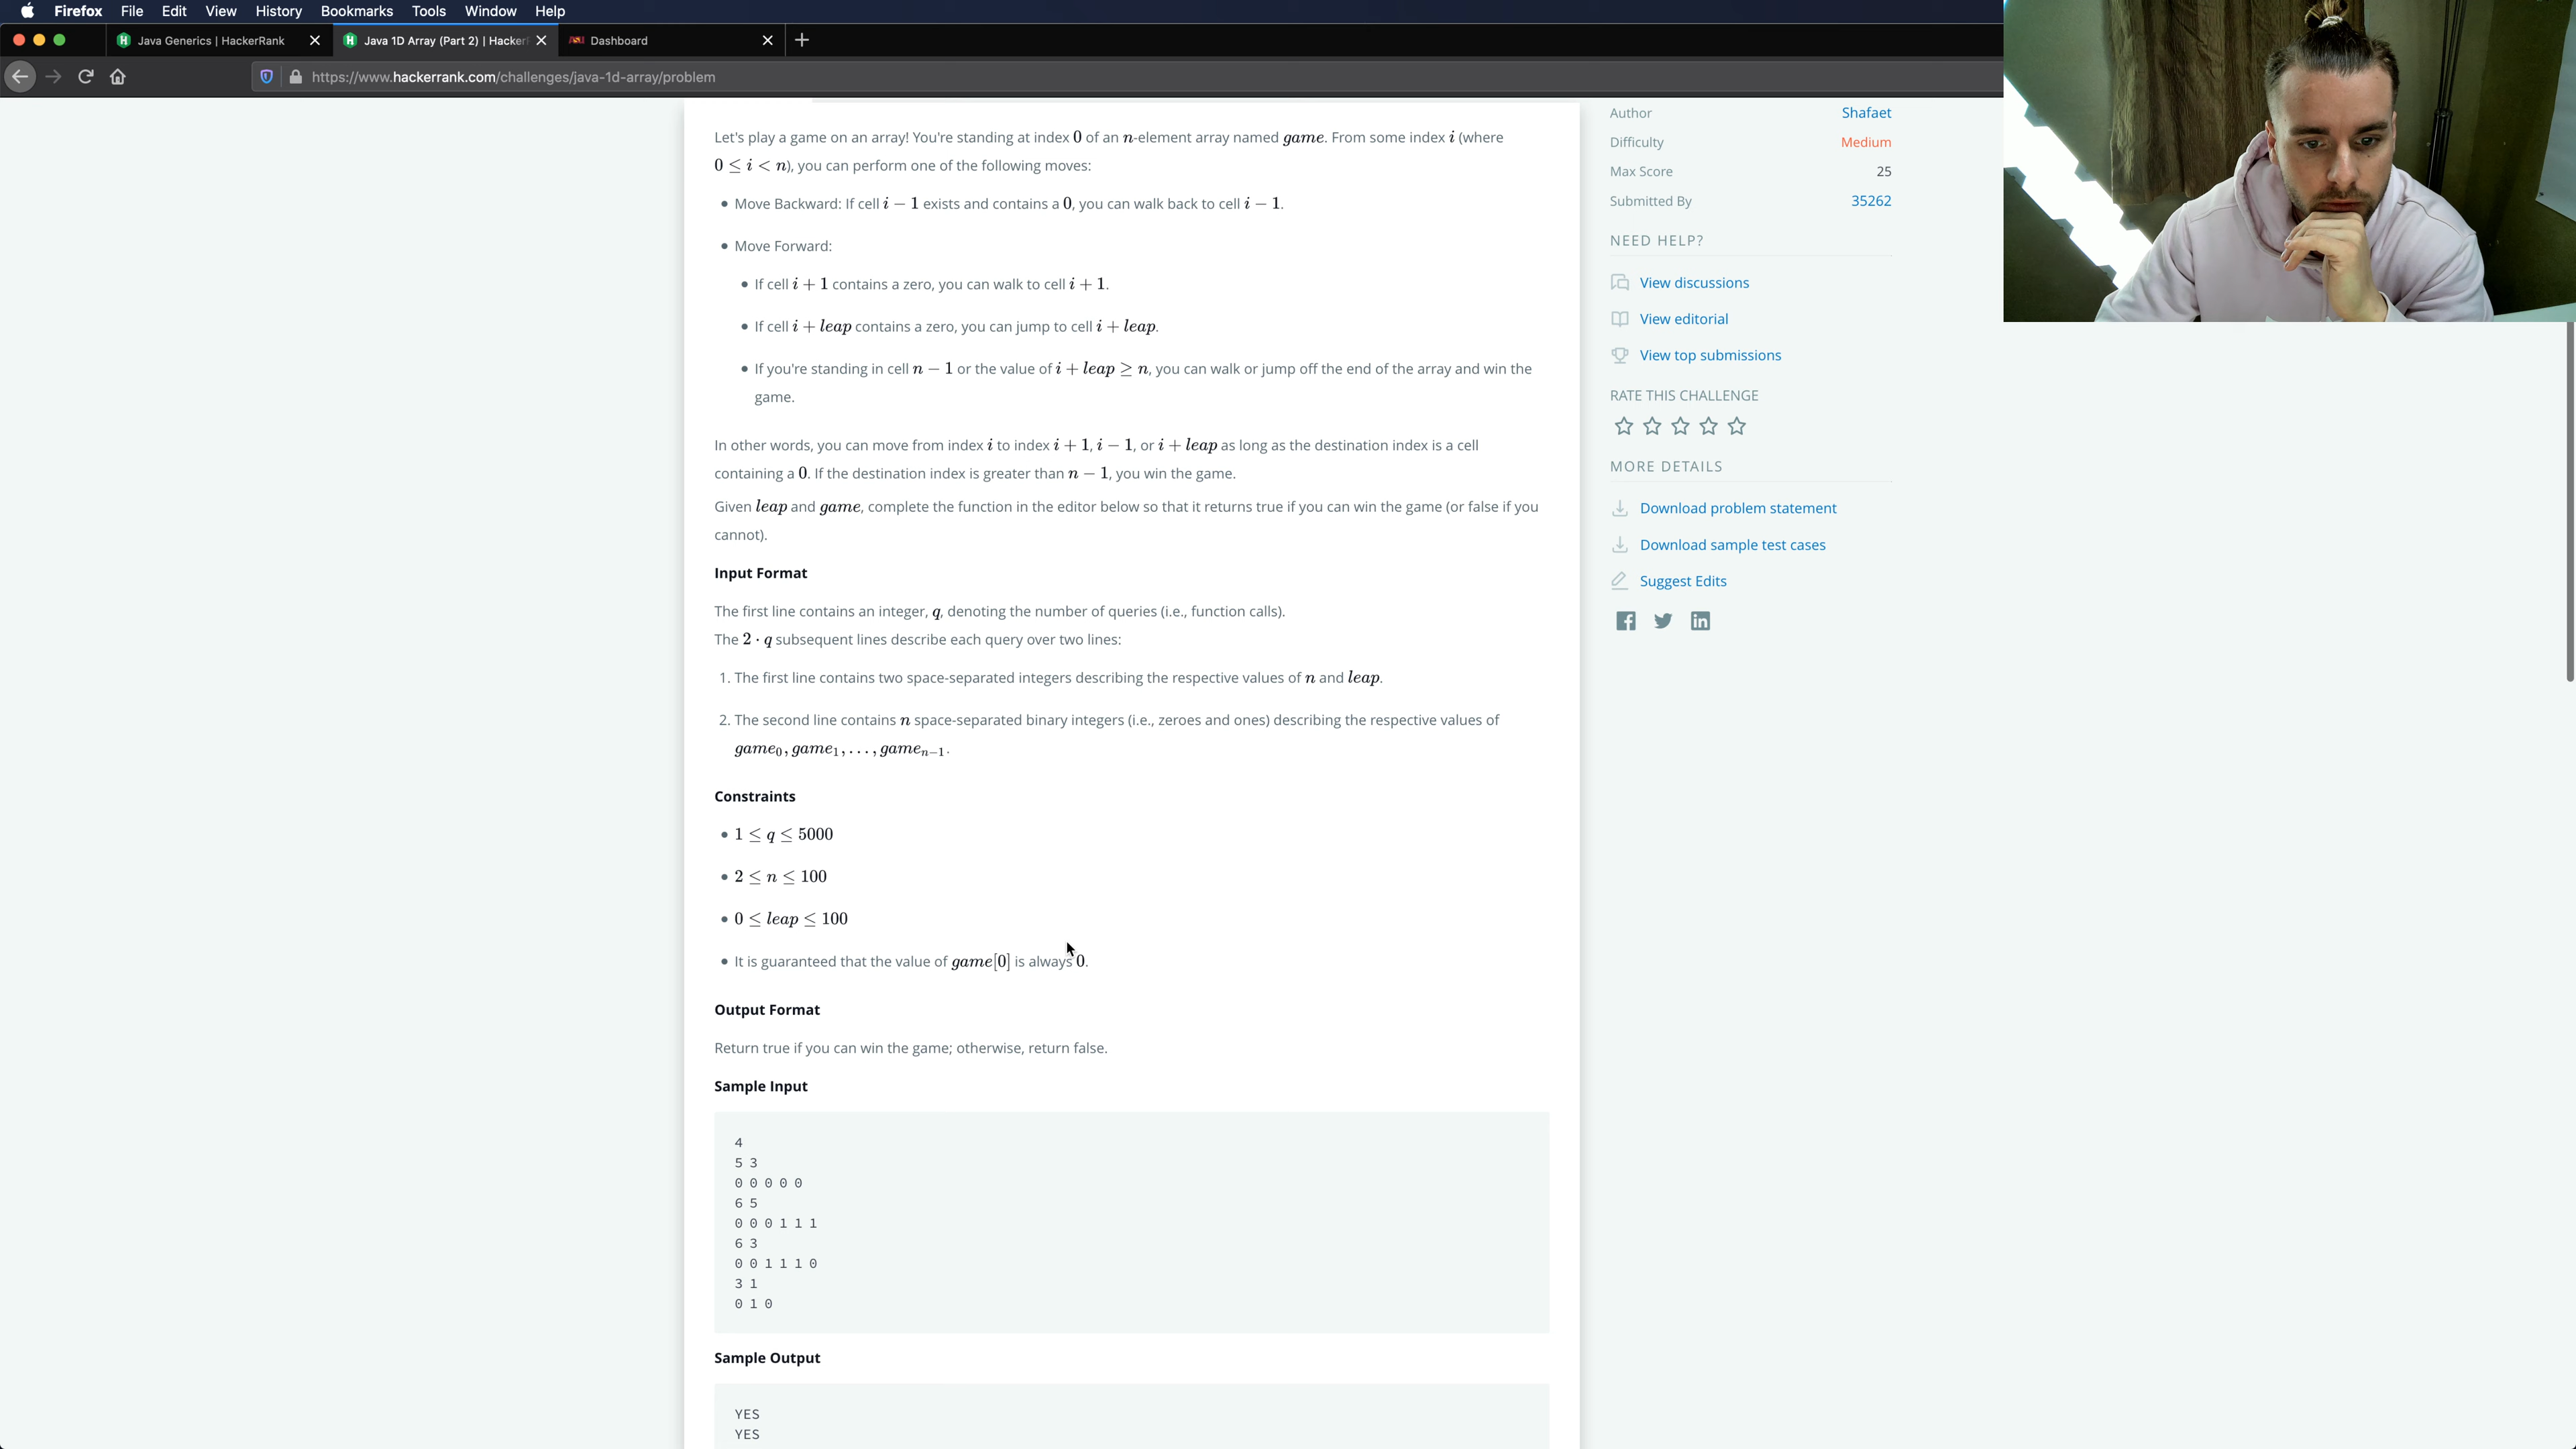 Firefox File Edit View History Bookmarks Tools Window Help
Java Generics | HackerRank Java 1D Array (Part 2) | Hacker Dashboard
https://www.hackerrank.com/challenges/java-1d-array/problem
Let's play a game on an array! You're standing at index 0 of an n-element array named game. From some index i (where
0 ≤ i < n), you can perform one of the following moves:
• Move Backward: If cell i − 1 exists and contains a 0, you can walk back to cell i − 1.
• Move Forward:
• If cell i + 1 contains a zero, you can walk to cell i + 1.
• If cell i + leap contains a zero, you can jump to cell i + leap.
• If you're standing in cell n − 1 or the value of i + leap ≥ n, you can walk or jump off the end of the array and win the
game.
In other words, you can move from index i to index i + 1, i − 1, or i + leap as long as the destination index is a cell
containing a 0. If the destination index is greater than n − 1, you win the game.
Given leap and game, complete the function in the editor below so that it returns true if you can win the game (or false if you
cannot).
Input Format
The first line contains an integer, q, denoting the number of queries (i.e., function calls).
The 2 · q subsequent lines describe each query over two lines:
1. The first line contains two space-separated integers describing the respective values of n and leap.
2. The second line contains n space-separated binary integers (i.e., zeroes and ones) describing the respective values of
game0, game1, . . . , gamen−1.
Constraints
• 1 ≤ q ≤ 5000
• 2 ≤ n ≤ 100
• 0 ≤ leap ≤ 100
• It is guaranteed that the value of game[0] is always 0.
Output Format
Return true if you can win the game; otherwise, return false.
Sample Input
4
5 3
0 0 0 0 0
6 5
0 0 0 1 1 1
6 3
0 0 1 1 1 0
3 1
0 1 0
Sample Output
YES
YES
Author Shafaet
Difficulty Medium
Max Score 25
Submitted By 35262
NEED HELP?
View discussions
View editorial
View top submissions
RATE THIS CHALLENGE
MORE DETAILS
Download problem statement
Download sample test cases
Suggest Edits